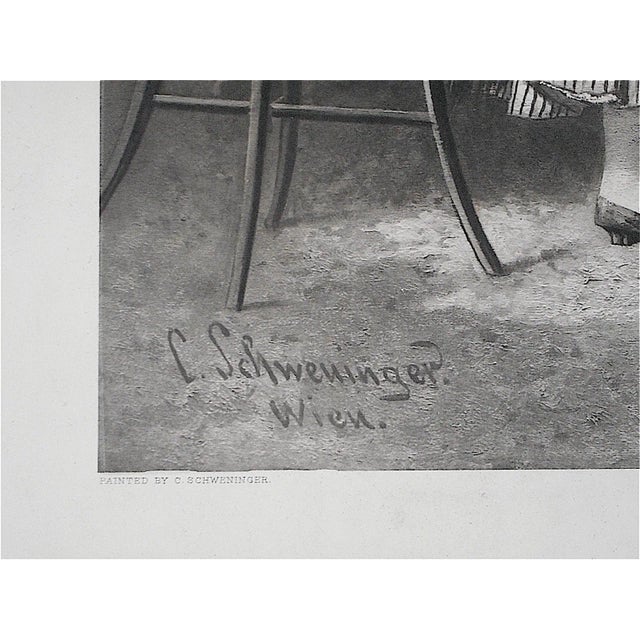 C. Schweninger.
Wien.
PAINTED BY C. SCHWENINGER.